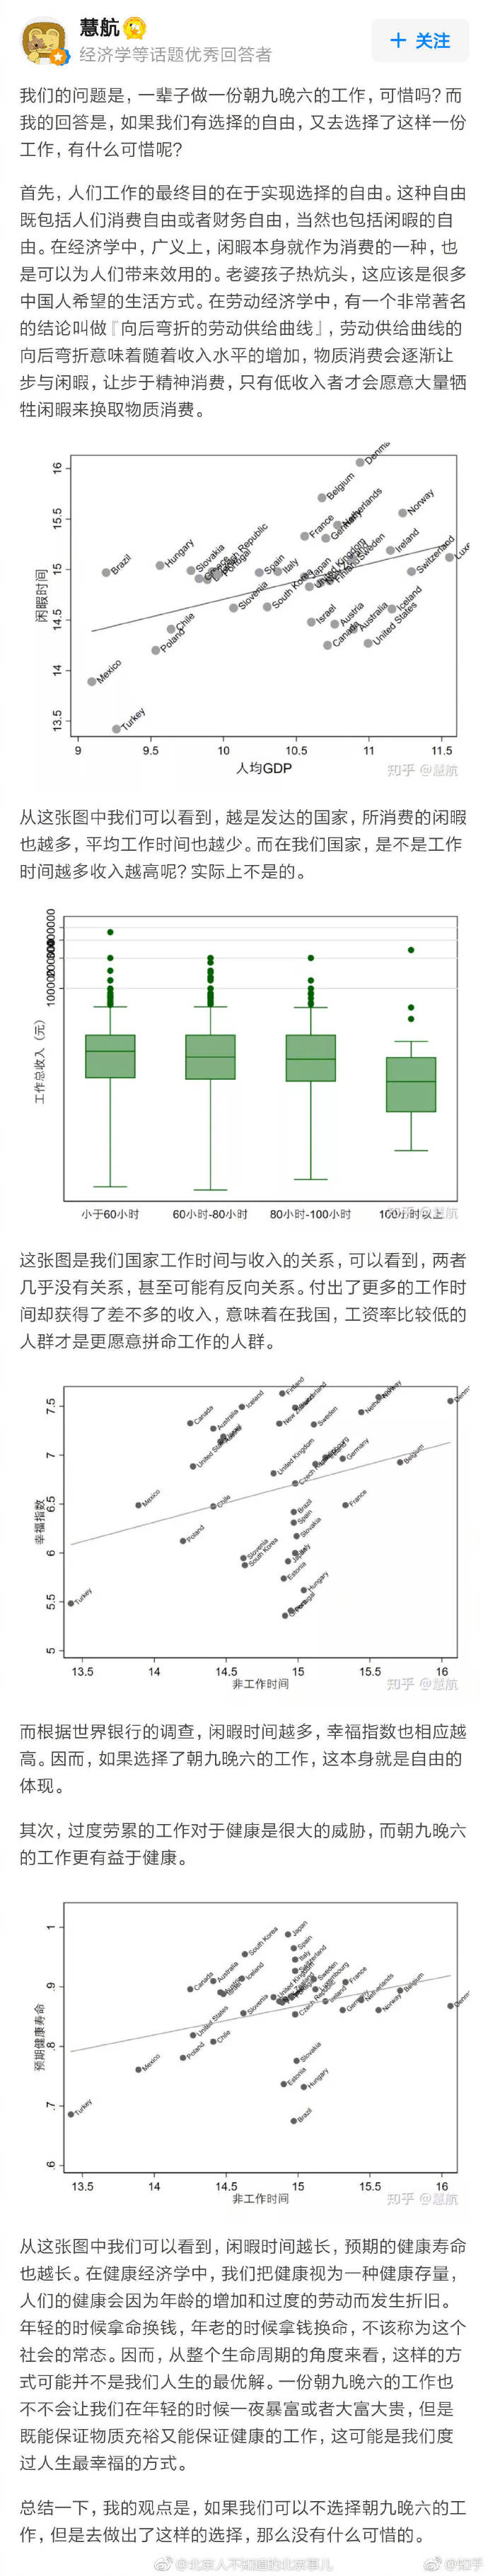 慧航
经济学等话题优秀回答者
+ 关注
我们的问题是，一辈子做一份朝九晚六的工作，可惜吗？而
我的回答是，如果我们有选择的自由，又去选择了这样一份
工作，有什么可惜呢？
首先，人们工作的最终目的在于实现选择的自由。这种自由
既包括人们消费自由或者财务自由，当然也包括闲暇的自
由。在经济学中，广义上，闲暇本身就作为消费的一种，也
是可以为人们带来效用的。老婆孩子热炕头，这应该是很多
中国人希望的生活方式。在劳动经济学中，有一个非常著名
的结论叫做『向后弯折的劳动供给曲线』，劳动供给曲线的
向后弯折意味着随着收入水平的增加，物质消费会逐渐让
步与闲暇，让步于精神消费，只有低收入者才会愿意大量牺
牲闲暇来换取物质消费。
闲暇时间
16
15.5
15
14.5
14
13.5
Denm
Belgium
Netherlands
Norway
France
Germany
Ireland
Luxe
Switzerland
Sweden
Finland
United Kingdom
Japan
Italy
Spain
South Korea
Slovenia
Czech Republic
Portugal
Slovakia
Hungary
Brazil
Israel
Austria
Australia
Iceland
Canada
United States
Chile
Poland
Mexico
Turkey
9
9.5
10
10.5
11
11.5
人均GDP
知乎 @慧航
从这张图中我们可以看到，越是发达的国家，所消费的闲暇
也越多，平均工作时间也越少。而在我们国家，是不是工作
时间越多收入越高呢？实际上不是的。
工作总收入（元）
小于60小时
60小时-80小时
80小时-100小时
100小时以上
知乎 @慧航
这张图是我们国家工作时间与收入的关系，可以看到，两者
几乎没有关系，甚至可能有反向关系。付出了更多的工作时
间却获得了差不多的收入，意味着在我国，工资率比较低的
人群才是更愿意拼命工作的人群。
幸福指数
7.5
7
6.5
6
5.5
5
Finland
Iceland
Canada
Australia
New Zealand
Sweden
Norway
Denm
United States
United Kingdom
Germany
Belgium
Mexico
Chile
Brazil
Spain
Slovakia
France
Poland
Slovenia
South Korea
Japan
Italy
Estonia
Hungary
Portugal
Turkey
13.5
14
14.5
15
15.5
16
非工作时间
知乎 @慧航
而根据世界银行的调查，闲暇时间越多，幸福指数也相应越
高。因而，如果选择了朝九晚六的工作，这本身就是自由的
体现。
其次，过度劳累的工作对于健康是很大的威胁，而朝九晚六
的工作更有益于健康。
预期健康寿命
1
.9
.8
.7
.6
Japan
South Korea
Spain
Italy
Switzerland
Canada
Australia
Iceland
Sweden
Luxembourg
France
United Kingdom
Slovenia
Czech Republic
Ireland
Germany
Netherlands
Norway
Belgium
Denm
United States
Chile
Poland
Mexico
Slovakia
Estonia
Hungary
Brazil
Turkey
13.5
14
14.5
15
15.5
16
非工作时间
知乎 @慧航
从这张图中我们可以看到，闲暇时间越长，预期的健康寿命
也越长。在健康经济学中，我们把健康视为一种健康存量，
人们的健康会因为年龄的增加和过度的劳动而发生折旧。
年轻的时候拿命换钱，年老的时候拿钱换命，不该称为这个
社会的常态。因而，从整个生命周期的角度来看，这样的方
式可能并不是我们人生的最优解。一份朝九晚六的工作也
不不会让我们在年轻的时候一夜暴富或者大富大贵，但是
既能保证物质充裕又能保证健康的工作，这可能是我们度
过人生最幸福的方式。
总结一下，我的观点是，如果我们可以不选择朝九晚六的工
作，但是去做出了这样的选择，那么没有什么可惜的。
@北京人不知道的北京事儿
@知乎